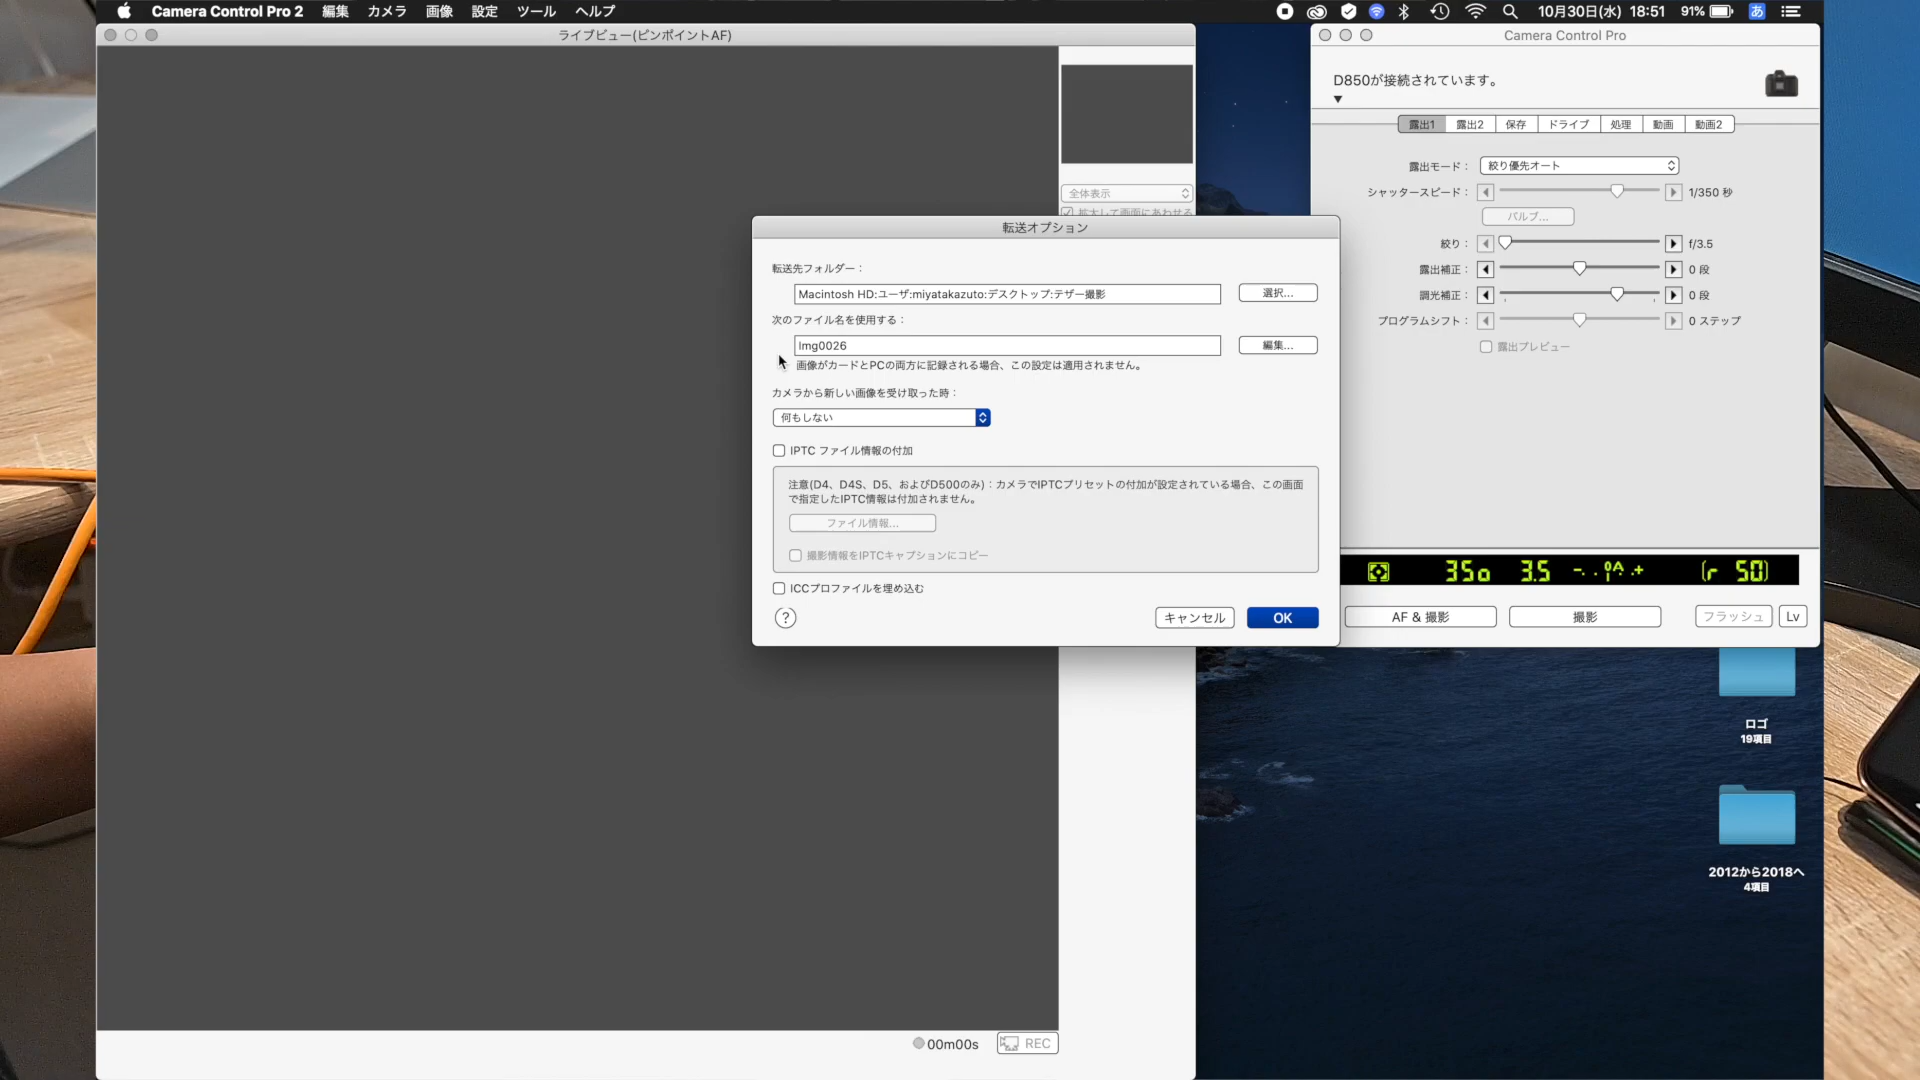 Camera Control Pro 2 編集 カメラ 画像 設定 ツール ヘルプ
10月30日(水) 18:51 91% あ
ライブビュー(ピンポイントAF)
全体表示
拡大して画面にあわせる
00m00s REC
転送オプション
転送先フォルダー：
Macintosh HD:ユーザ:miyatakazuto:デスクトップ:テザー撮影 選択...
次のファイル名を使用する：
Img0026 編集...
画像がカードとPCの両方に記録される場合、この設定は適用されません。
カメラから新しい画像を受け取った時：
何もしない
IPTC ファイル情報の付加
注意(D4、D4S、D5、およびD500のみ)：カメラでIPTCプリセットの付加が設定されている場合、この画面
で指定したIPTC情報は付加されません。
ファイル情報...
撮影情報をIPTCキャプションにコピー
ICCプロファイルを埋め込む
? キャンセル OK
Camera Control Pro
D850が接続されています。
露出1 露出2 保存 ドライブ 処理 動画 動画2
露出モード： 絞り優先オート
シャッタースピード： 1/350 秒
バルブ...
絞り： f/3.5
露出補正： 0 段
調光補正： 0 段
プログラムシフト： 0 ステップ
露出プレビュー
350 3.5 (r 50)
AF & 撮影 撮影 フラッシュ Lv
ロゴ
19項目
2012から2018へ
4項目